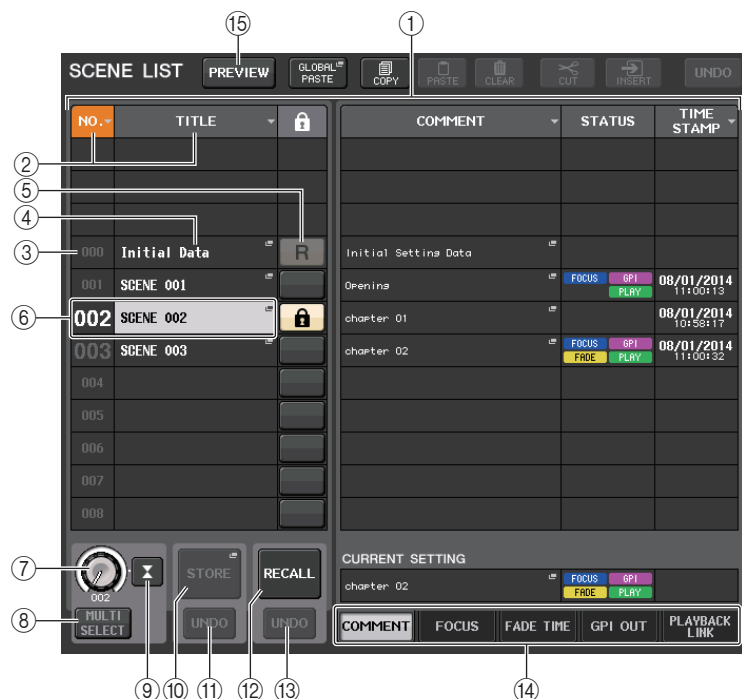 ⑮ ①
SCENE LIST PREVIEW GLOBAL PASTE COPY PASTE CLEAR CUT INSERT UNDO
NO. TITLE COMMENT STATUS TIME STAMP
②
⑤
④
③ 000 Initial Data R Initial Setting Data
001 SCENE 001 Opening FOCUS GPI PLAY 08/01/2014 11:00:13
⑥ 002 SCENE 002 chapter 01 08/01/2014 10:58:17
003 SCENE 003 chapter 02 FOCUS GPI FADE PLAY 08/01/2014 11:00:32
004
005
006
007
008
CURRENT SETTING
⑦ 002 STORE RECALL chapter 02 FOCUS GPI FADE PLAY
⑧ MULTI SELECT UNDO UNDO COMMENT FOCUS FADE TIME GPI OUT PLAYBACK LINK
⑨ ⑩ ⑪ ⑫ ⑬ ⑭